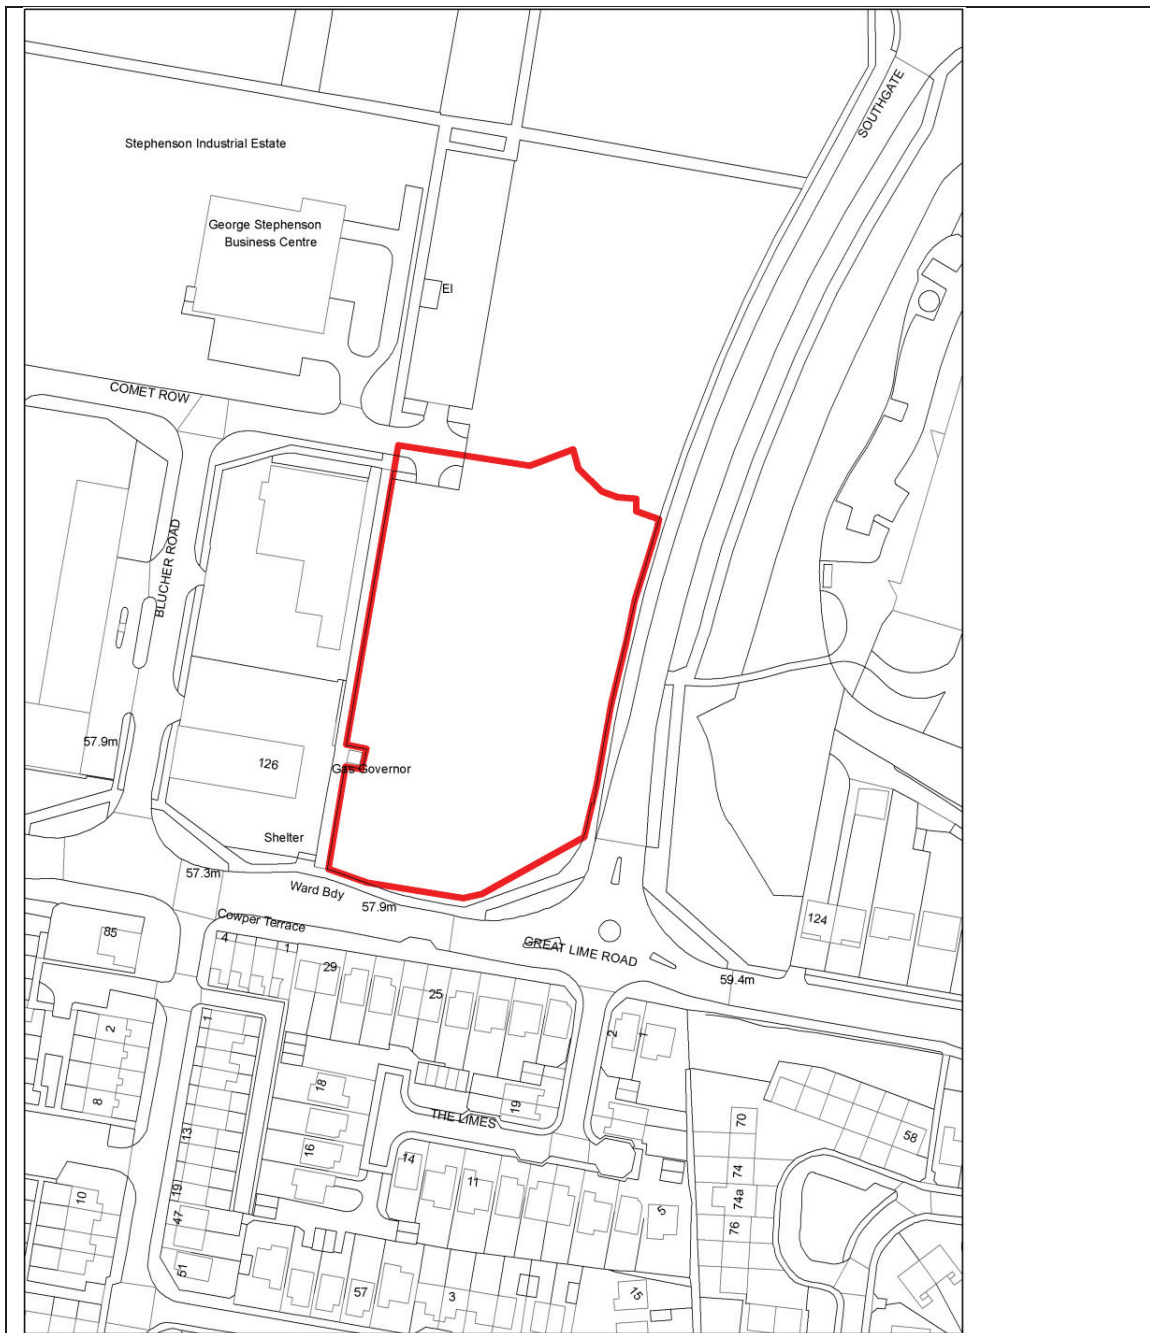 SOUTHGATE
Stephenson Industrial Estate
George Stephenson
Business Centre
El
COMET ROW
BLUCHER ROAD
57.9m
126
Gas Governor
Shelter
57.3m
Ward Bdy
57.9m
Cowper Terrace
124
85
4
1
29
25
GREAT LIME ROAD
59.4m
2
1
2
1
8
18
19
THE LIMES
70
58
13
16
14
11
74
74a
76
10
19
47
5
51
57
3
15